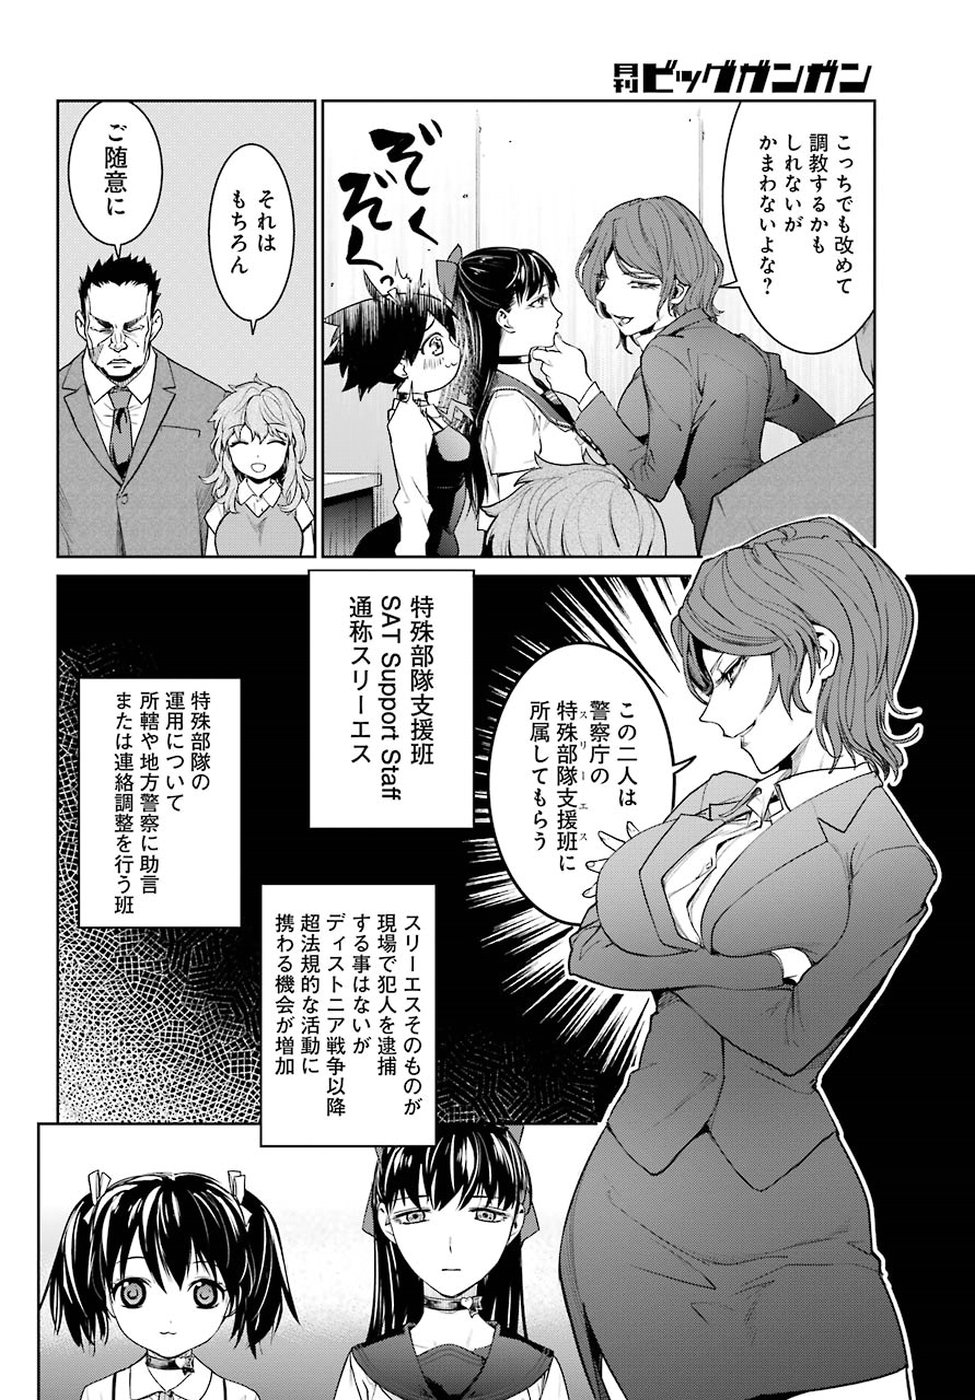 月刊ビッグガンガン
こっちでも改めて
調教するかも
しれないが
かまわないよな？
ぞくぞくっ
それは
もちろん
ご随意に
この二人は
警察庁の
特殊部隊支援班に
スリーエス
所属してもらう
特殊部隊支援班
SAT Support Staff
通称スリーエス
特殊部隊の
運用について
所轄や地方警察に助言
または連絡調整を行う班
スリーエスそのものが
現場で犯人を逮捕
する事はないが
ディストニア戦争以降
超法規的な活動に
携わる機会が増加